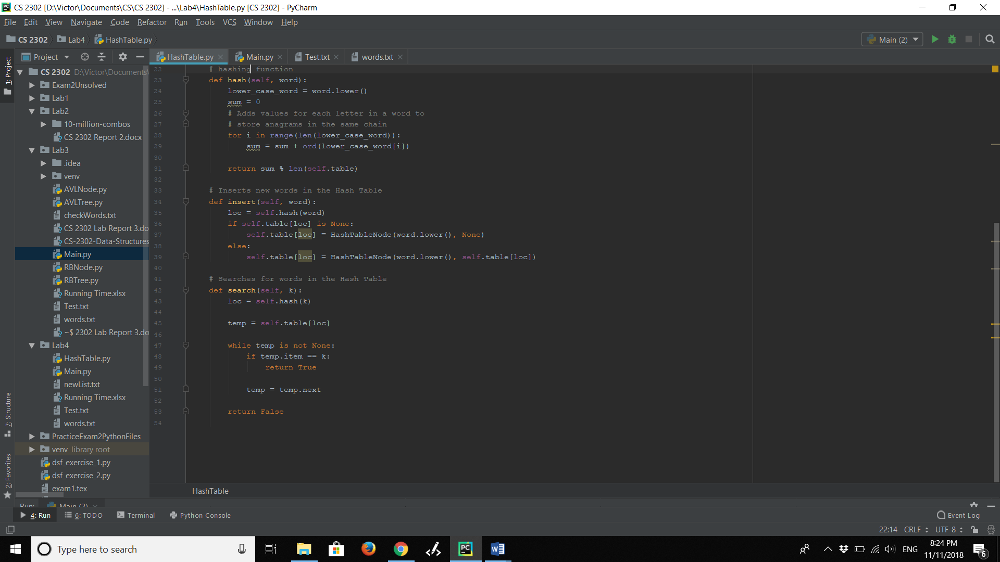 CS 2302 [D:\Victor\Documents\CS\CS 2302] - ...\Lab4\HashTable.py [CS 2302] - PyCharm
File Edit View Navigate Code Refactor Run Tools VCS Window Help
CS 2302 Lab4 HashTable.py Main (2)
1: Project
7: Structure
2: Favorites
Project
CS 2302 D:\Victor\Documents\
Exam2Unsolved
Lab1
Lab2
10-million-combos
CS 2302 Report 2.docx
Lab3
.idea
venv
AVLNode.py
AVLTree.py
checkWords.txt
CS 2302 Lab Report 3.do
CS-2302-Data-Structures
Main.py
RBNode.py
RBTree.py
Running Time.xlsx
Test.txt
words.txt
~$ 2302 Lab Report 3.do
Lab4
HashTable.py
Main.py
newList.txt
Running Time.xlsx
Test.txt
words.txt
PracticeExam2PythonFiles
venv library root
dsf_exercise_1.py
dsf_exercise_2.py
exam1.tex
HashTable.py Main.py Test.txt words.txt
22 # hashing function
23 def hash(self, word):
24 lower_case_word = word.lower()
25 sum = 0
26 # Adds values for each letter in a word to
27 # store anagrams in the same chain
28 for i in range(len(lower_case_word)):
29 sum = sum + ord(lower_case_word[i])
30
31 return sum % len(self.table)
32
33 # Inserts new words in the Hash Table
34 def insert(self, word):
35 loc = self.hash(word)
36 if self.table[loc] is None:
37 self.table[loc] = HashTableNode(word.lower(), None)
38 else:
39 self.table[loc] = HashTableNode(word.lower(), self.table[loc])
40
41 # Searches for words in the Hash Table
42 def search(self, k):
43 loc = self.hash(k)
44
45 temp = self.table[loc]
46
47 while temp is not None:
48 if temp.item == k:
49 return True
50
51 temp = temp.next
52
53 return False
54
HashTable
Run: Main (2)
4: Run 6: TODO Terminal Python Console Event Log
22:14 CRLF UTF-8
Type here to search
ENG 8:24 PM
11/11/2018
6